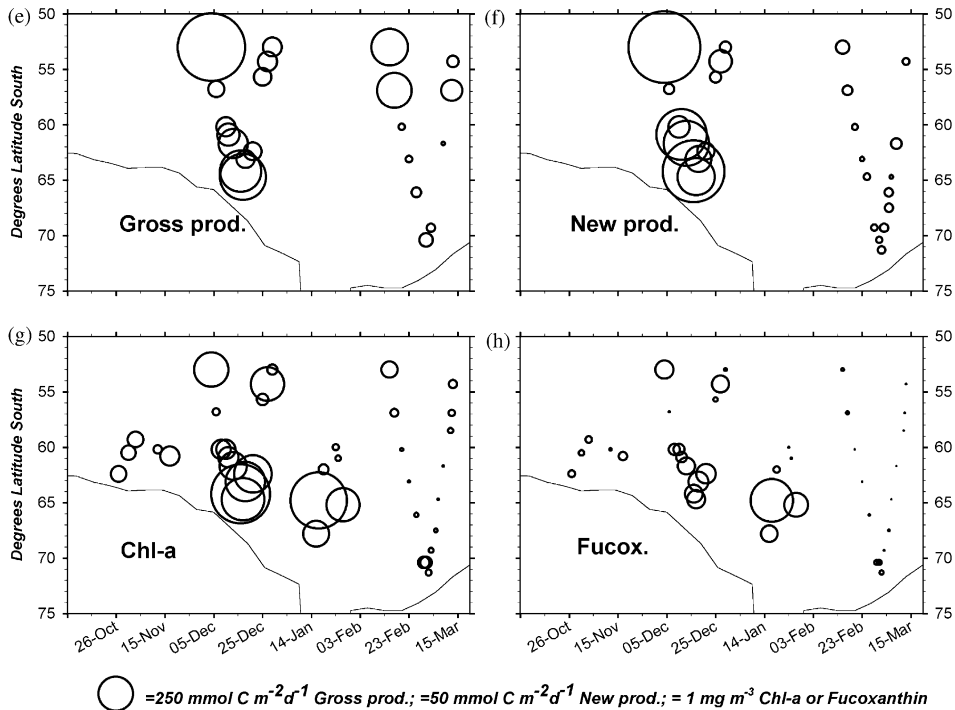 (e)
50
55
60
65
70
75
Degrees Latitude South
Gross prod.
(f)
50
55
60
65
70
75
New prod.
(g)
50
55
60
65
70
75
Degrees Latitude South
Chl-a
26-Oct 15-Nov 05-Dec 25-Dec 14-Jan 03-Feb 23-Feb 15-Mar
(h)
50
55
60
65
70
75
Fucox.
26-Oct 15-Nov 05-Dec 25-Dec 14-Jan 03-Feb 23-Feb 15-Mar
=250 mmol C m⁻²d⁻¹ Gross prod.; =50 mmol C m⁻²d⁻¹ New prod.; = 1 mg m⁻³ Chl-a or Fucoxanthin